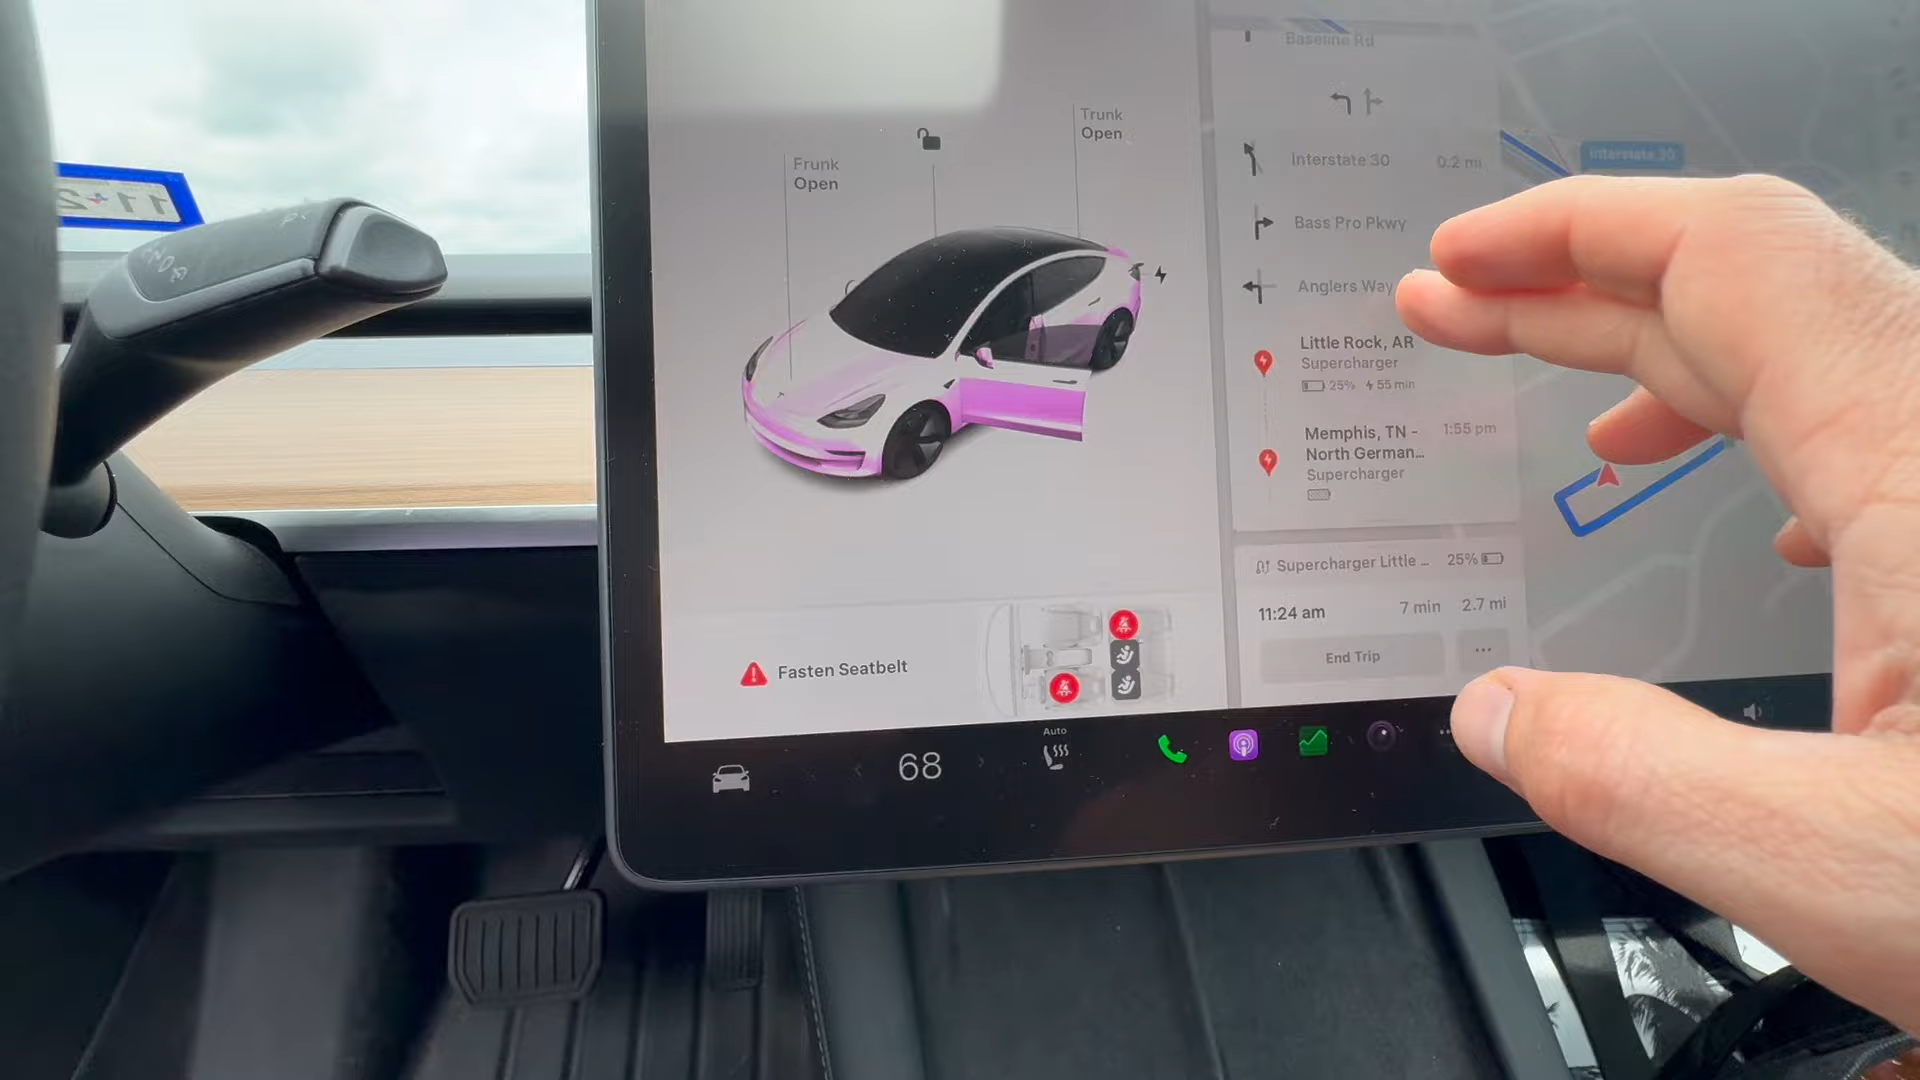 Frunk
Open
Trunk
Open
Fasten Seatbelt
Baseline Rd
Interstate 30
0.2 mi
Bass Pro Pkwy
Anglers Way
Little Rock, AR
Supercharger
25% 55 min
Memphis, TN -
1:55 pm
North German...
Supercharger
Supercharger Little ...
25%
11:24 am
7 min
2.7 mi
End Trip
...
Interstate 30
Auto
68